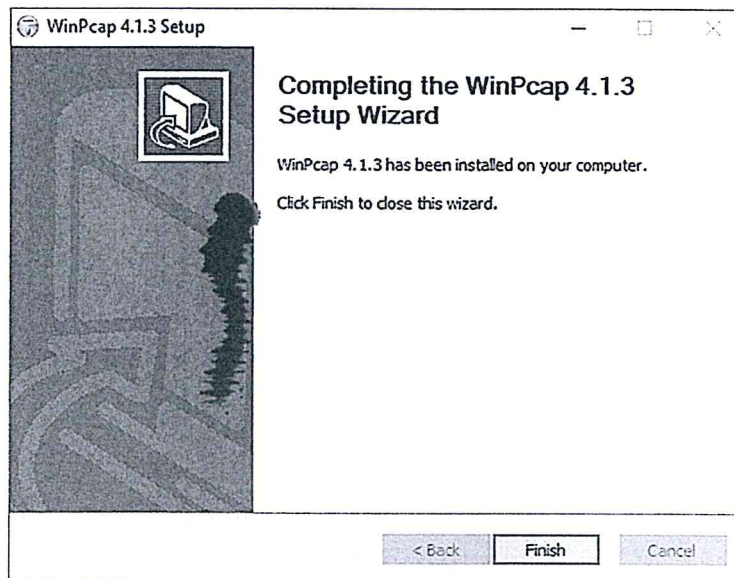 WinPcap 4.1.3 Setup
Completing the WinPcap 4.1.3
Setup Wizard
WinPcap 4.1.3 has been installed on your computer.
Click Finish to close this wizard.
< Back
Finish
Cancel